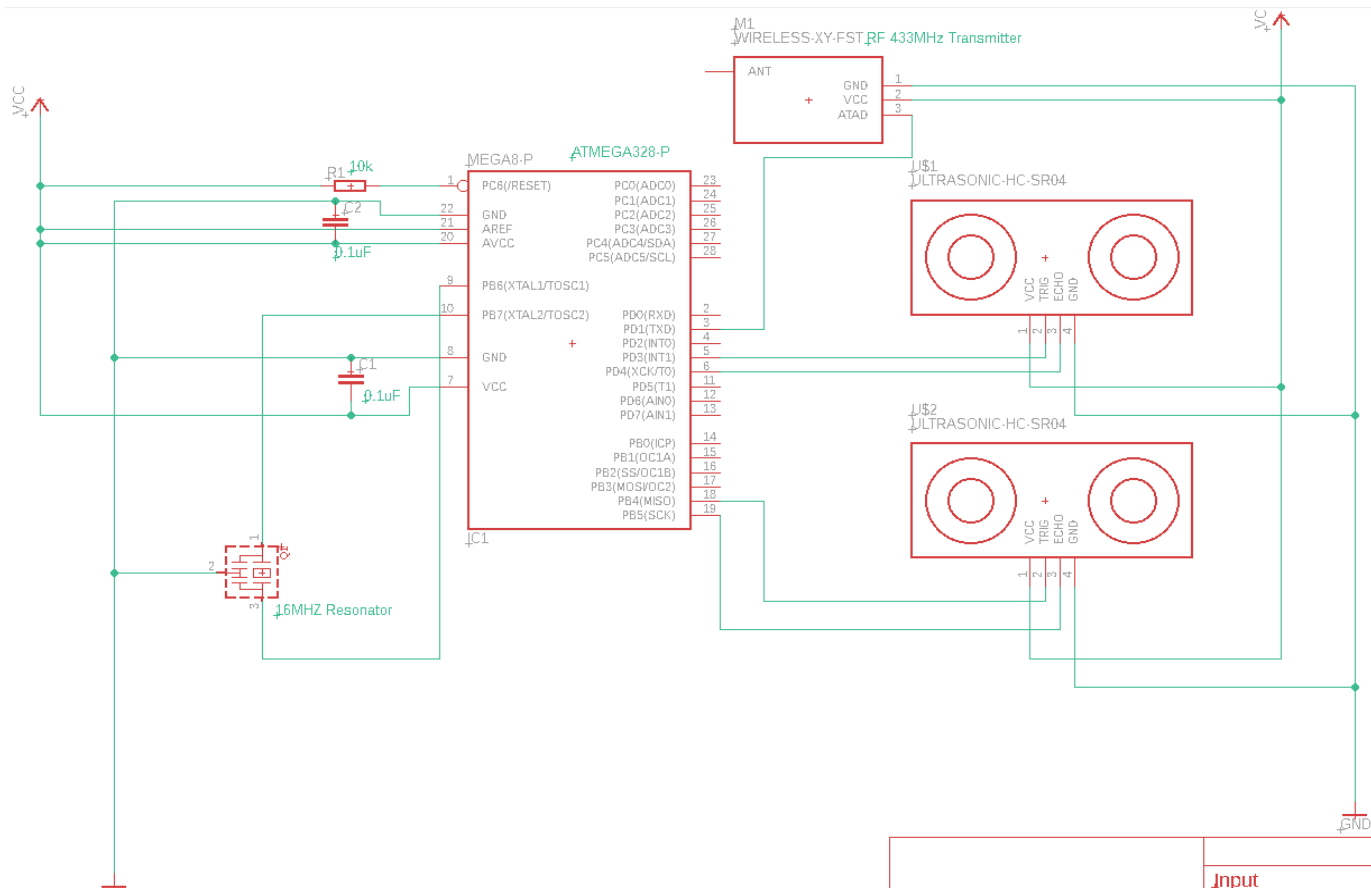 M1
WIRELESS-XY-FST RF 433MHz Transmitter
ANT
GND 1
VCC 2
ATAD 3
VC
VCC
MEGA8-P
ATMEGA328-P
R1 10k
C2
0.1uF
1 PC6(/RESET)
22 GND
21 AREF
20 AVCC
9 PB6(XTAL1/TOSC1)
10 PB7(XTAL2/TOSC2)
8 GND
7 VCC
C1
0.1uF
PC0(ADC0) 23
PC1(ADC1) 24
PC2(ADC2) 25
PC3(ADC3) 26
PC4(ADC4/SDA) 27
PC5(ADC5/SCL) 28
PD0(RXD) 2
PD1(TXD) 3
PD2(INT0) 4
PD3(INT1) 5
PD4(XCK/T0) 6
PD5(T1) 11
PD6(AIN0) 12
PD7(AIN1) 13
PB0(ICP) 14
PB1(OC1A) 15
PB2(SS/OC1B) 16
PB3(MOSI/OC2) 17
PB4(MISO) 18
PB5(SCK) 19
IC1
U$1
ULTRASONIC-HC-SR04
VCC
TRIG
ECHO
GND
1
2
3
4
U$2
ULTRASONIC-HC-SR04
VCC
TRIG
ECHO
GND
1
2
3
4
1
2
3
16MHZ Resonator
GND
Input